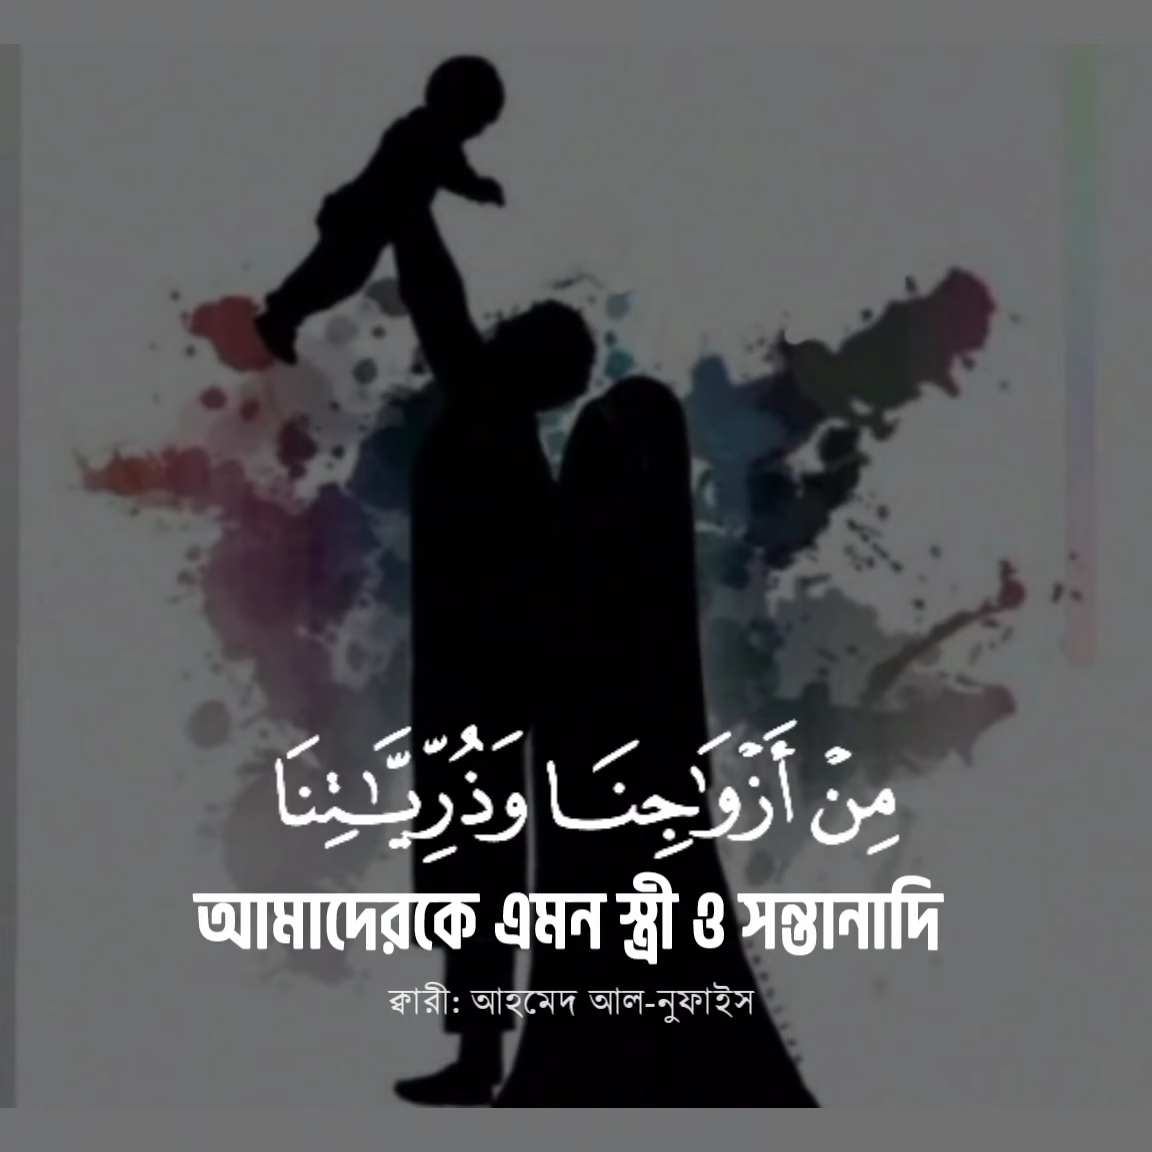 مِنْ أَزْوَٰجِنَا وَذُرِّيَّـٰتِنَا
আমাদেরকে এমন স্ত্রী ও সন্তানাদি
ক্বারী: আহমেদ আল-নুফাইস